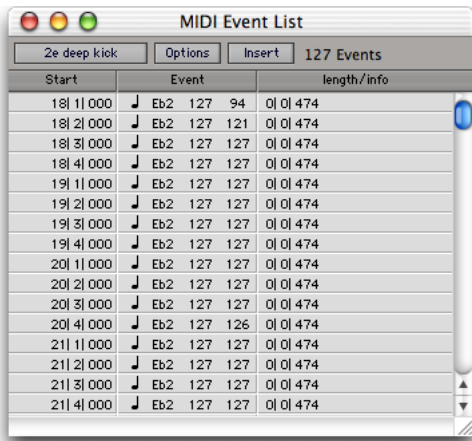 MIDI Event List
2e deep kick Options Insert 127 Events
Start Event length/info
18| 1| 000 Eb2 127 94 0| 0| 474
18| 2| 000 Eb2 127 121 0| 0| 474
18| 3| 000 Eb2 127 127 0| 0| 474
18| 4| 000 Eb2 127 127 0| 0| 474
19| 1| 000 Eb2 127 127 0| 0| 474
19| 2| 000 Eb2 127 127 0| 0| 474
19| 3| 000 Eb2 127 127 0| 0| 474
19| 4| 000 Eb2 127 127 0| 0| 474
20| 1| 000 Eb2 127 127 0| 0| 474
20| 2| 000 Eb2 127 127 0| 0| 474
20| 3| 000 Eb2 127 127 0| 0| 474
20| 4| 000 Eb2 127 126 0| 0| 474
21| 1| 000 Eb2 127 127 0| 0| 474
21| 2| 000 Eb2 127 127 0| 0| 474
21| 3| 000 Eb2 127 127 0| 0| 474
21| 4| 000 Eb2 127 127 0| 0| 474